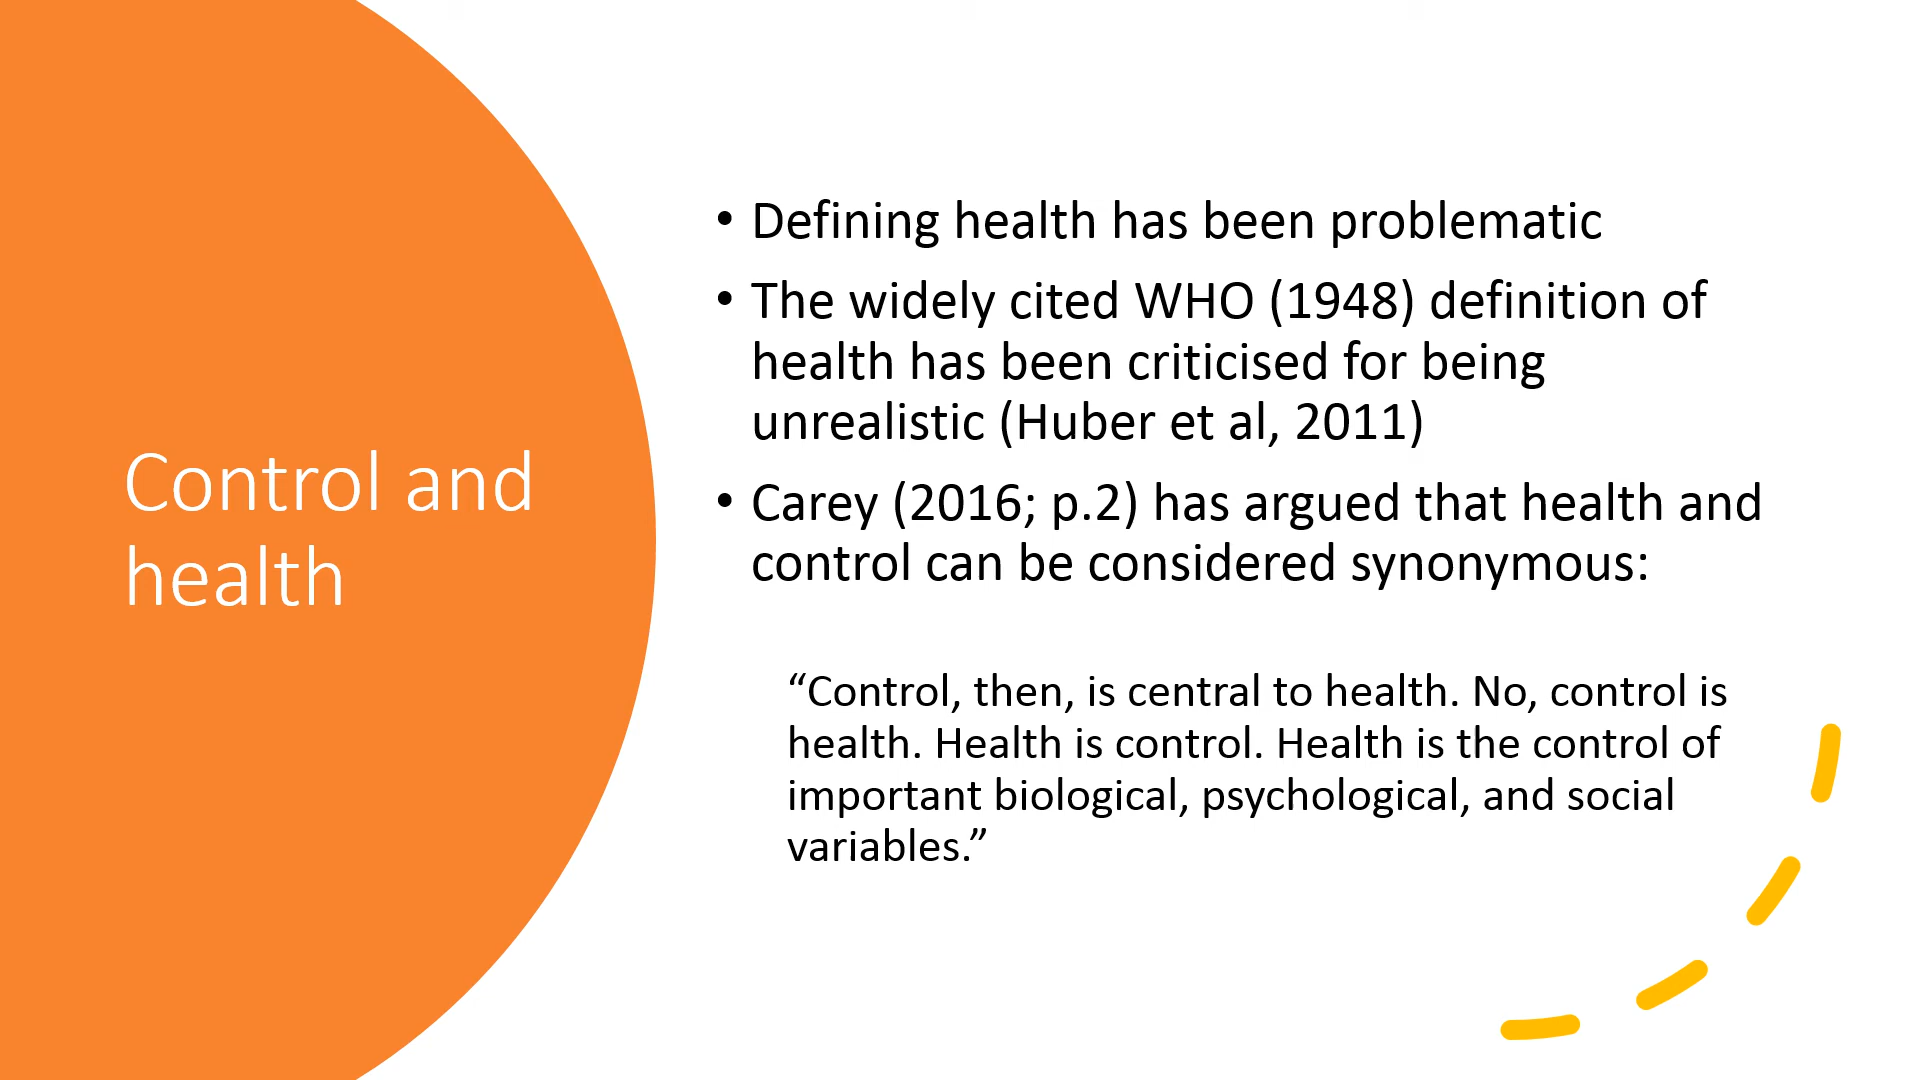 Control and
health
• Defining health has been problematic
• The widely cited WHO (1948) definition of
health has been criticised for being
unrealistic (Huber et al, 2011)
• Carey (2016; p.2) has argued that health and
control can be considered synonymous:
“Control, then, is central to health. No, control is
health. Health is control. Health is the control of
important biological, psychological, and social
variables.”